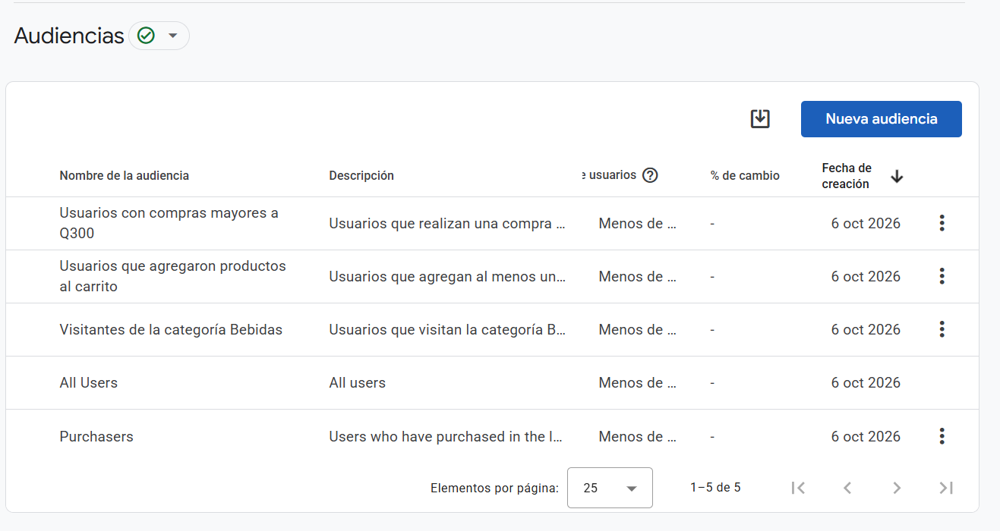 Audiencias
Nueva audiencia
Nombre de la audiencia
Descripción
e usuarios
% de cambio
Fecha de
creación
Usuarios con compras mayores a
Q300
Usuarios que realizan una compra ...
Menos de ...
-
6 oct 2026
Usuarios que agregaron productos
al carrito
Usuarios que agregan al menos un...
Menos de ...
-
6 oct 2026
Visitantes de la categoría Bebidas
Usuarios que visitan la categoría B...
Menos de ...
-
6 oct 2026
All Users
All users
Menos de ...
-
6 oct 2026
Purchasers
Users who have purchased in the l...
Menos de ...
-
6 oct 2026
Elementos por página:
25
1–5 de 5